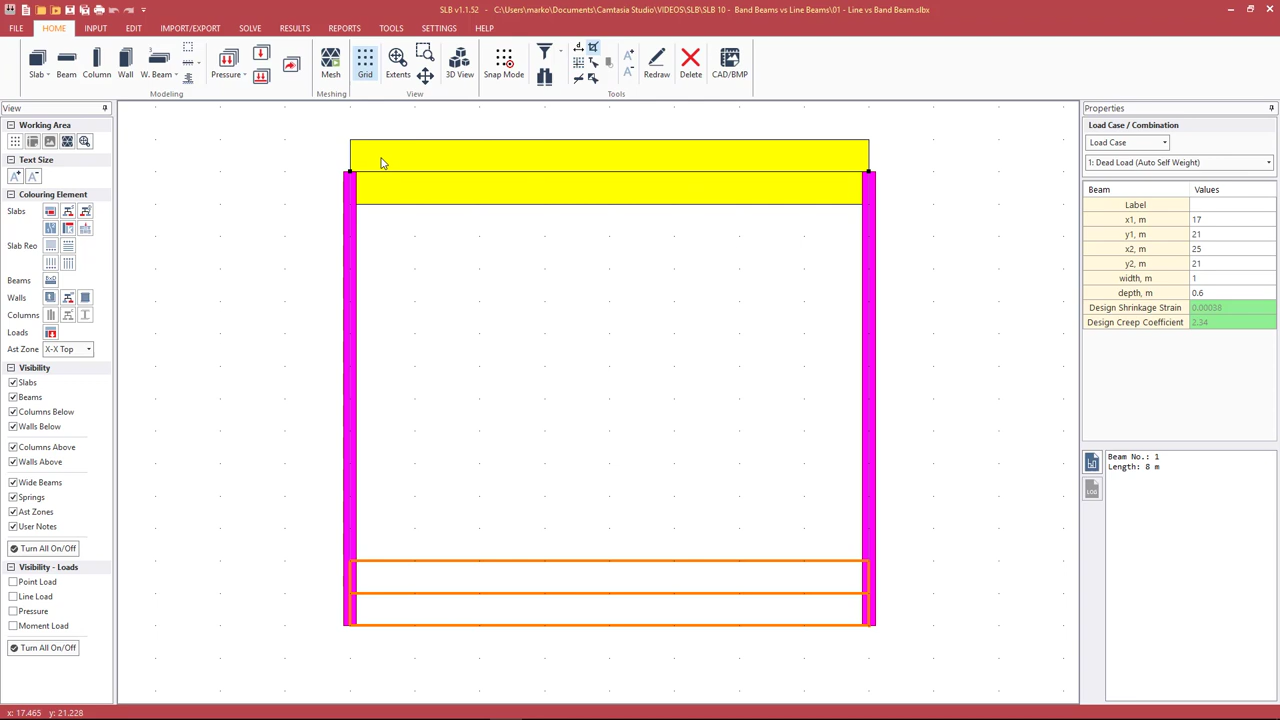 SLB v1.1.52 - C:\Users\marko\Documents\Camtasia Studio\VIDEOS\SLB\SLB 10 - Band Beams vs Line Beams\01 - Line vs Band Beam.slbx
FILE HOME INPUT EDIT IMPORT/EXPORT SOLVE RESULTS REPORTS TOOLS SETTINGS HELP
Slab Beam Column Wall W. Beam Pressure Mesh Grid Extents 3D View Snap Mode Redraw Delete CAD/BMP
Modeling Meshing View Tools
View
Working Area
Text Size
Colouring Element
Slabs
Slab Reo
Beams
Walls
Columns
Loads
Ast Zone X-X Top
Visibility
Slabs
Beams
Columns Below
Walls Below
Columns Above
Walls Above
Wide Beams
Springs
Ast Zones
User Notes
Turn All On/Off
Visibility - Loads
Point Load
Line Load
Pressure
Moment Load
Turn All On/Off
Properties
Load Case / Combination
Load Case
1: Dead Load (Auto Self Weight)
Beam Values
Label
x1, m 17
y1, m 21
x2, m 25
y2, m 21
width, m 1
depth, m 0.6
Design Shrinkage Strain 0.00038
Design Creep Coefficient 2.34
LOG
Beam No.: 1
Length: 8 m
x: 17.465 y: 21.228